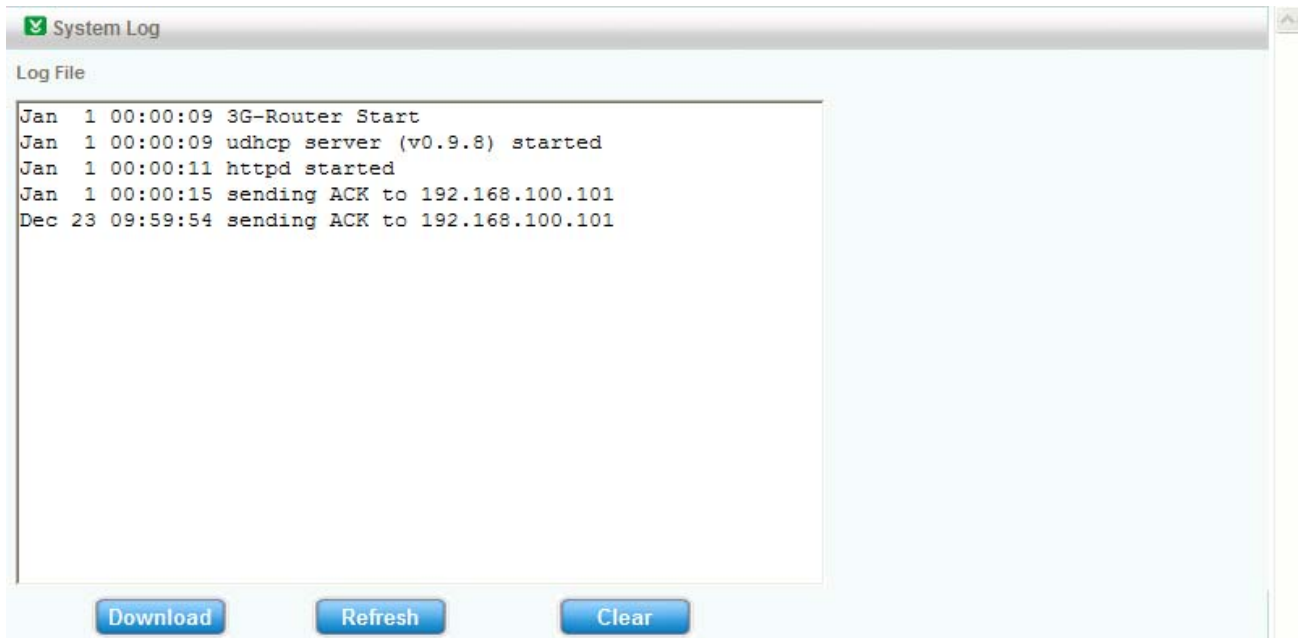 System Log
Log File
Jan  1 00:00:09 3G-Router Start
Jan  1 00:00:09 udhcp server (v0.9.8) started
Jan  1 00:00:11 httpd started
Jan  1 00:00:15 sending ACK to 192.168.100.101
Dec 23 09:59:54 sending ACK to 192.168.100.101
Download Refresh Clear